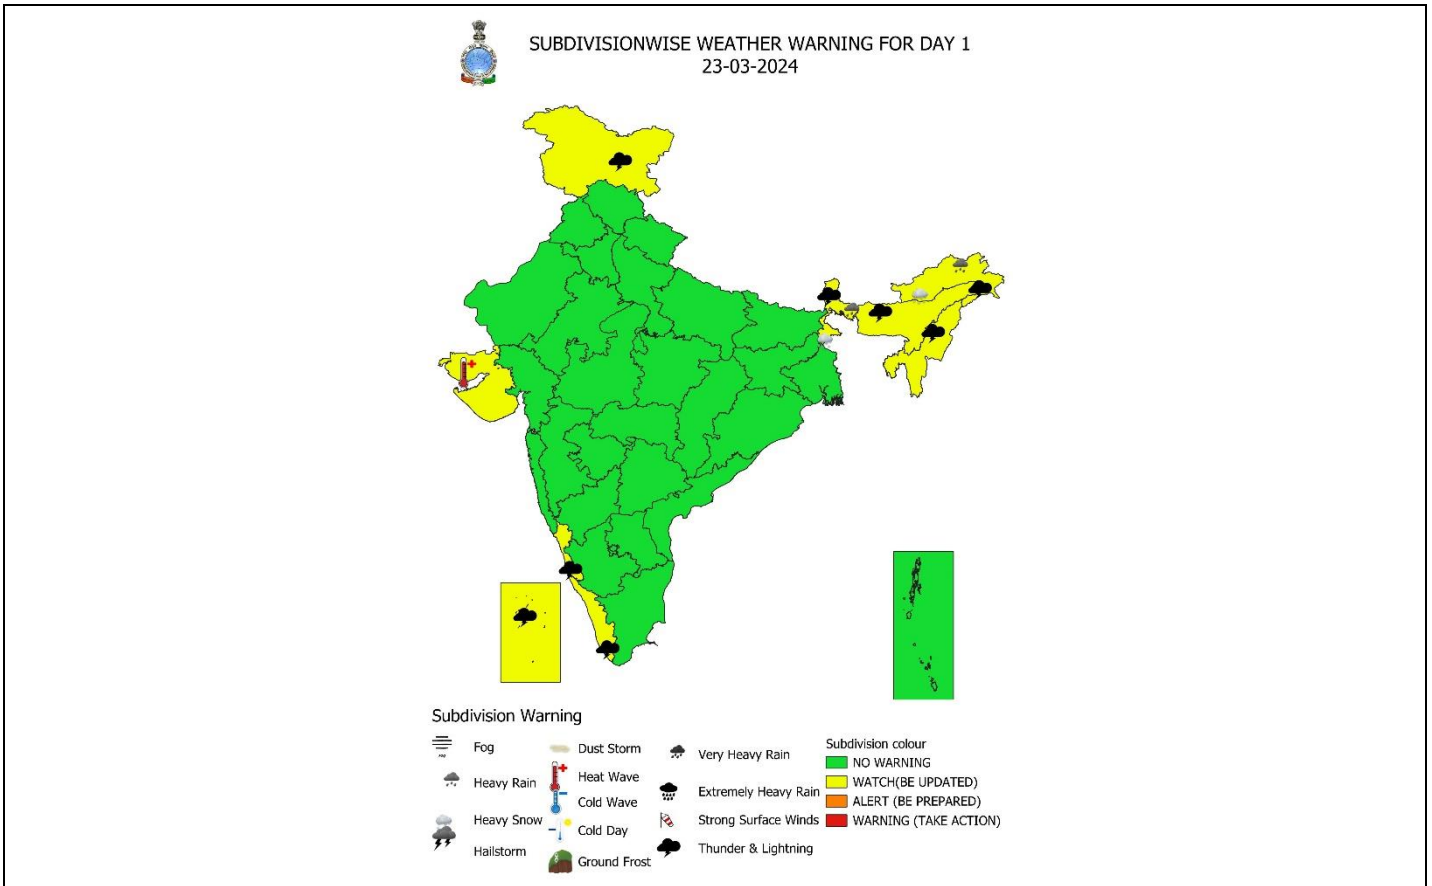 SUBDIVISIONWISE WEATHER WARNING FOR DAY 1
23-03-2024
Subdivision Warning
Fog
Heavy Rain
Heavy Snow
Hailstorm
Dust Storm
Heat Wave
Cold Wave
Cold Day
Ground Frost
Very Heavy Rain
Extremely Heavy Rain
Strong Surface Winds
Thunder & Lightning
Subdivision colour
NO WARNING
WATCH(BE UPDATED)
ALERT (BE PREPARED)
WARNING (TAKE ACTION)